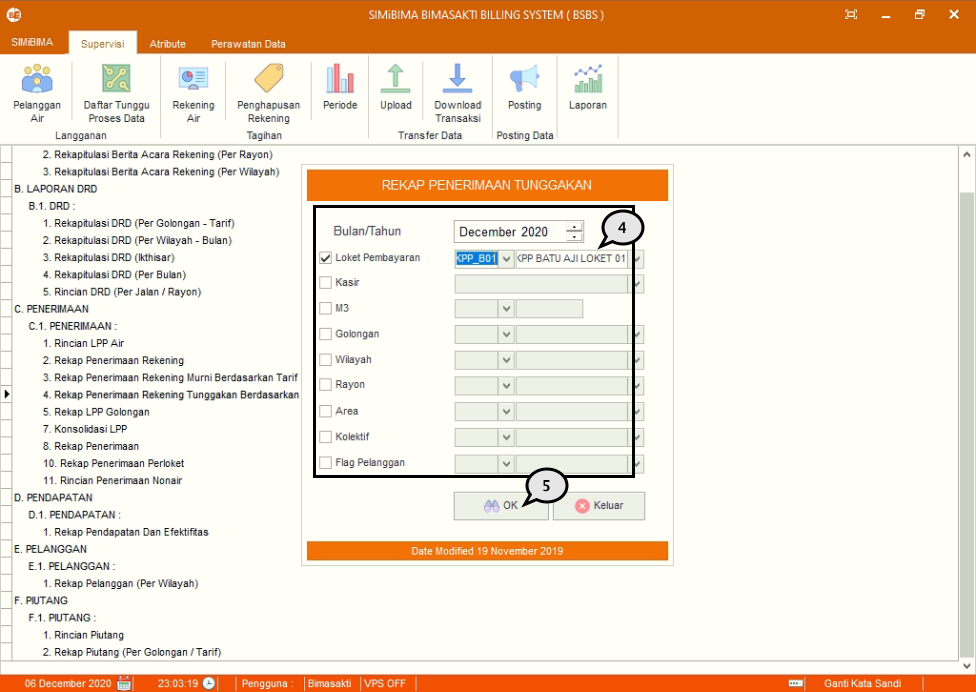 SIMiBIMA BIMASAKTI BILLING SYSTEM ( BSBS )
SIMiBIMA Supervisi Atribute Perawatan Data
Pelanggan Air
Daftar Tunggu Proses Data
Rekening Air
Penghapusan Rekening
Periode
Upload
Download Transaksi
Posting
Laporan
Langganan Tagihan Transfer Data Posting Data
2. Rekapitulasi Berita Acara Rekening (Per Rayon)
3. Rekapitulasi Berita Acara Rekening (Per Wilayah)
B. LAPORAN DRD
B.1. DRD :
1. Rekapitulasi DRD (Per Golongan - Tarif)
2. Rekapitulasi DRD (Per Wilayah - Bulan)
3. Rekapitulasi DRD (Ikthisar)
4. Rekapitulasi DRD (Per Bulan)
5. Rincian DRD (Per Jalan / Rayon)
C. PENERIMAAN
C.1. PENERIMAAN :
1. Rincian LPP Air
2. Rekap Penerimaan Rekening
3. Rekap Penerimaan Rekening Murni Berdasarkan Tarif
4. Rekap Penerimaan Rekening Tunggakan Berdasarkan
5. Rekap LPP Golongan
7. Konsolidasi LPP
8. Rekap Penerimaan
10. Rekap Penerimaan Perloket
11. Rincian Penerimaan Nonair
D. PENDAPATAN
D.1. PENDAPATAN :
1. Rekap Pendapatan Dan Efektifitas
E. PELANGGAN
E.1. PELANGGAN :
1. Rekap Pelanggan (Per Wilayah)
F. PIUTANG
F.1. PIUTANG :
1. Rincian Piutang
2. Rekap Piutang (Per Golongan / Tarif)
REKAP PENERIMAAN TUNGGAKAN
Bulan/Tahun December 2020
4
Loket Pembayaran KPP_B01 KPP BATU AJI LOKET 01
Kasir
M3
Golongan
Wilayah
Rayon
Area
Kolektif
Flag Pelanggan
5
OK Keluar
Date Modified 19 November 2019
06 December 2020 23:03:19 Pengguna : Bimasakti VPS OFF Ganti Kata Sandi